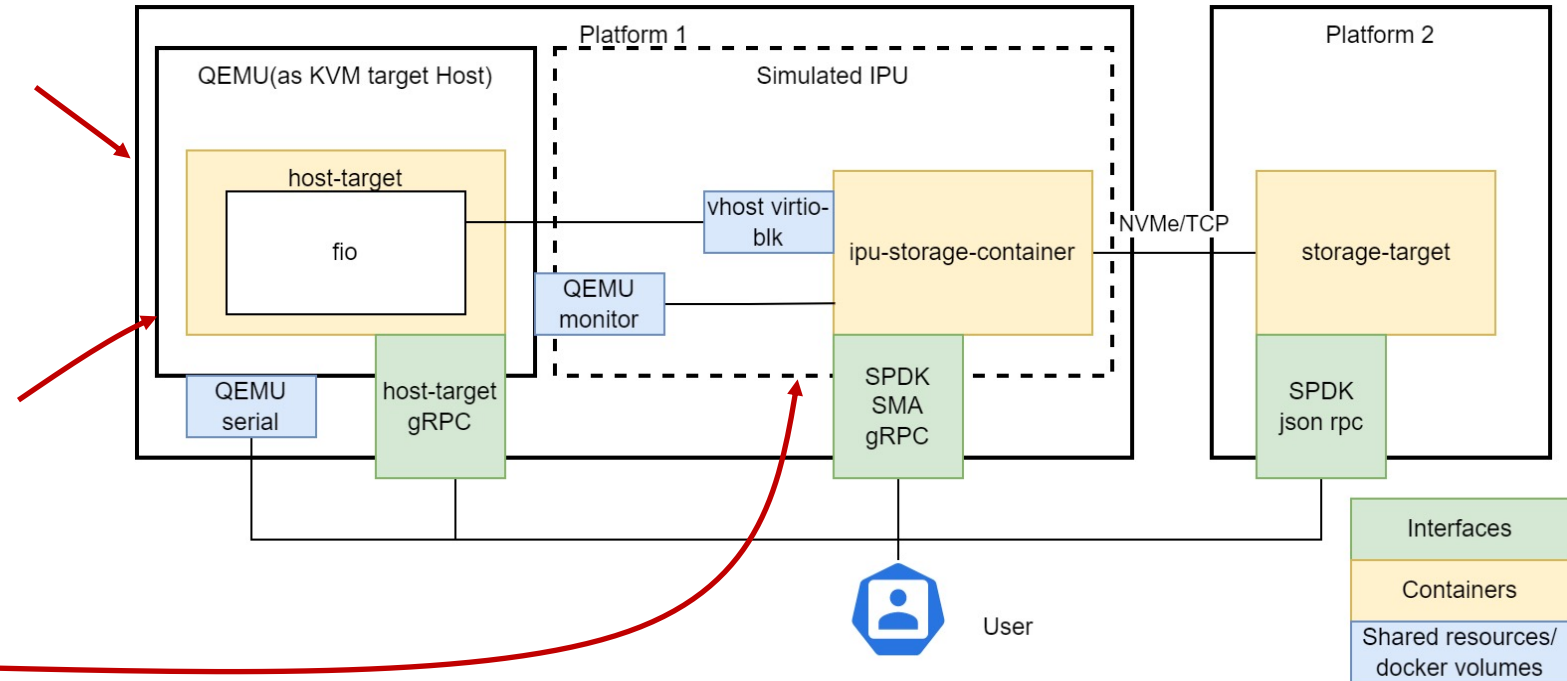 Platform 1
Platform 2
QEMU(as KVM target Host)
Simulated IPU
host-target
fio
vhost virtio-
blk
QEMU
monitor
ipu-storage-container
NVMe/TCP
storage-target
QEMU
serial
host-target
gRPC
SPDK
SMA
gRPC
SPDK
json rpc
User
Interfaces
Containers
Shared resources/
docker volumes